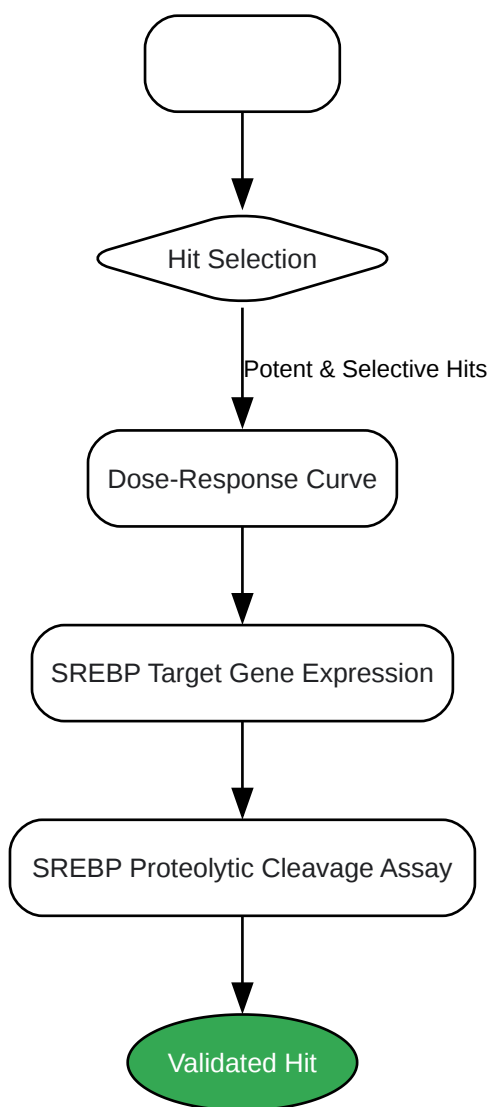 Hit Selection
Potent & Selective Hits
Dose-Response Curve
SREBP Target Gene Expression
SREBP Proteolytic Cleavage Assay
Validated Hit